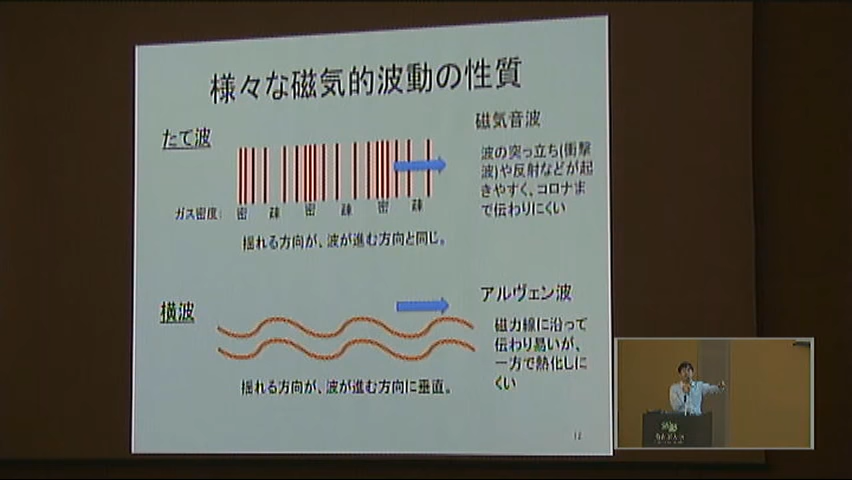 様々な磁気的波動の性質
たて波
磁気音波
波の突っ立ち(衝撃
波)や反射などが起
きやすく、コロナま
で伝わりにくい
ガス密度: 密 疎 密 疎 密 疎
揺れる方向が、波が進む方向と同じ。
横波
アルヴェン波
磁力線に沿って
伝わり易いが、
一方で熱化しに
くい
揺れる方向が、波が進む方向に垂直。
12